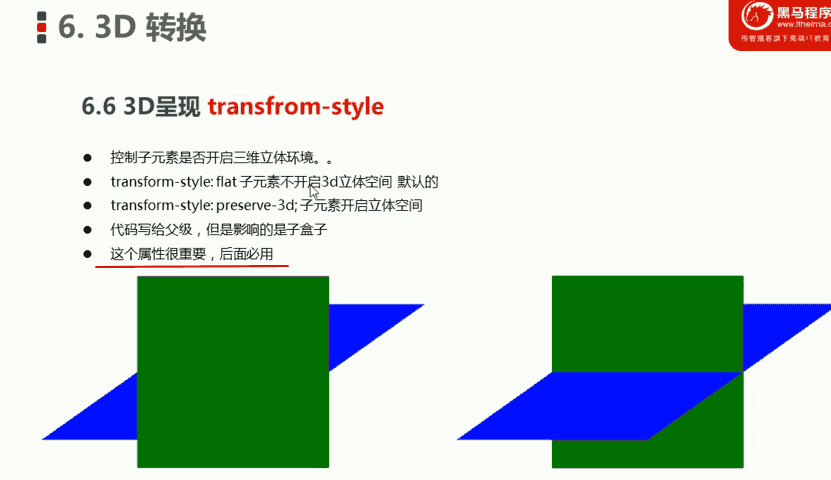 6. 3D 转换
黑马程序
www.itheima.c
传智播客旗下高端IT教育
6.6 3D呈现 transfrom-style
控制子元素是否开启三维立体环境。。
transform-style: flat 子元素不开启3d立体空间 默认的
transform-style: preserve-3d; 子元素开启立体空间
代码写给父级，但是影响的是子盒子
这个属性很重要，后面必用